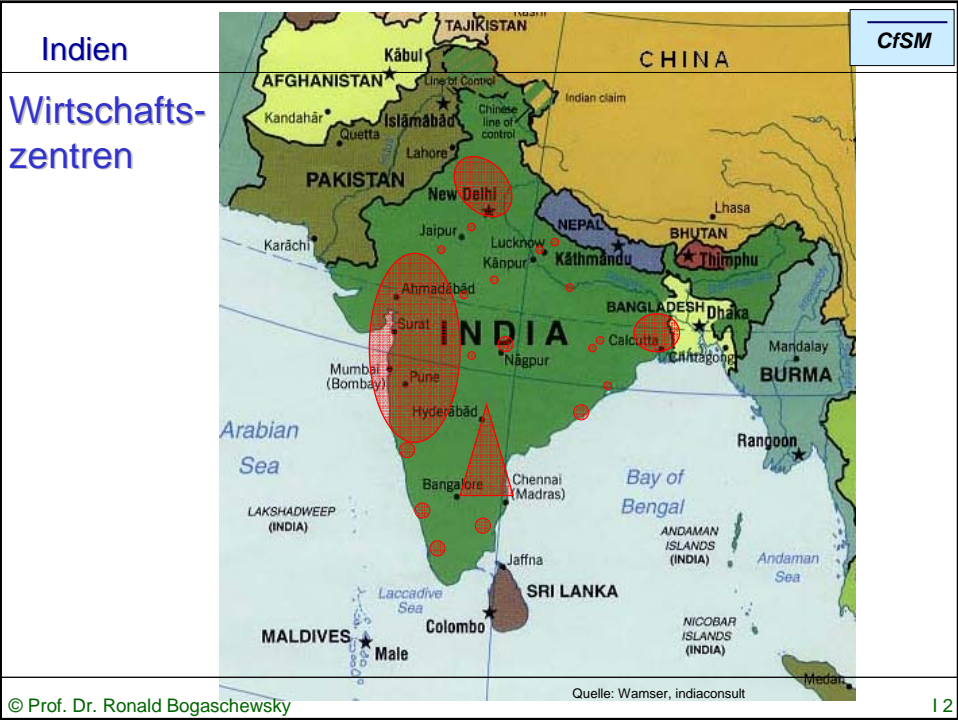 Indien
CfSM
Wirtschafts-
zentren
TAJIKISTAN
Kābul
CHINA
AFGHANISTAN
Line of Control
Indian claim
Kandahār
Islāmābād
Chinese
line of
control
Quetta
Lahore
PAKISTAN
New Delhi
Lhasa
NEPAL
Jaipur
BHUTAN
Karāchi
Lucknow
Kānpur
Kāthmāndu
Thimphu
Ahmadābād
BANGLADESH
Dhaka
Surat
INDIA
Calcutta
Mandalay
Chittagong
Nāgpur
Mumbai
(Bombay)
Pune
BURMA
Hyderābād
Arabian
Sea
Rangoon
Bangalore
Chennai
(Madras)
Bay of
Bengal
LAKSHADWEEP
(INDIA)
ANDAMAN
ISLANDS
(INDIA)
Andaman
Sea
Jaffna
Laccadive
Sea
SRI LANKA
Colombo
NICOBAR
ISLANDS
(INDIA)
MALDIVES
Male
Medan
Quelle: Wamser, indiaconsult
© Prof. Dr. Ronald Bogaschewsky
I 2